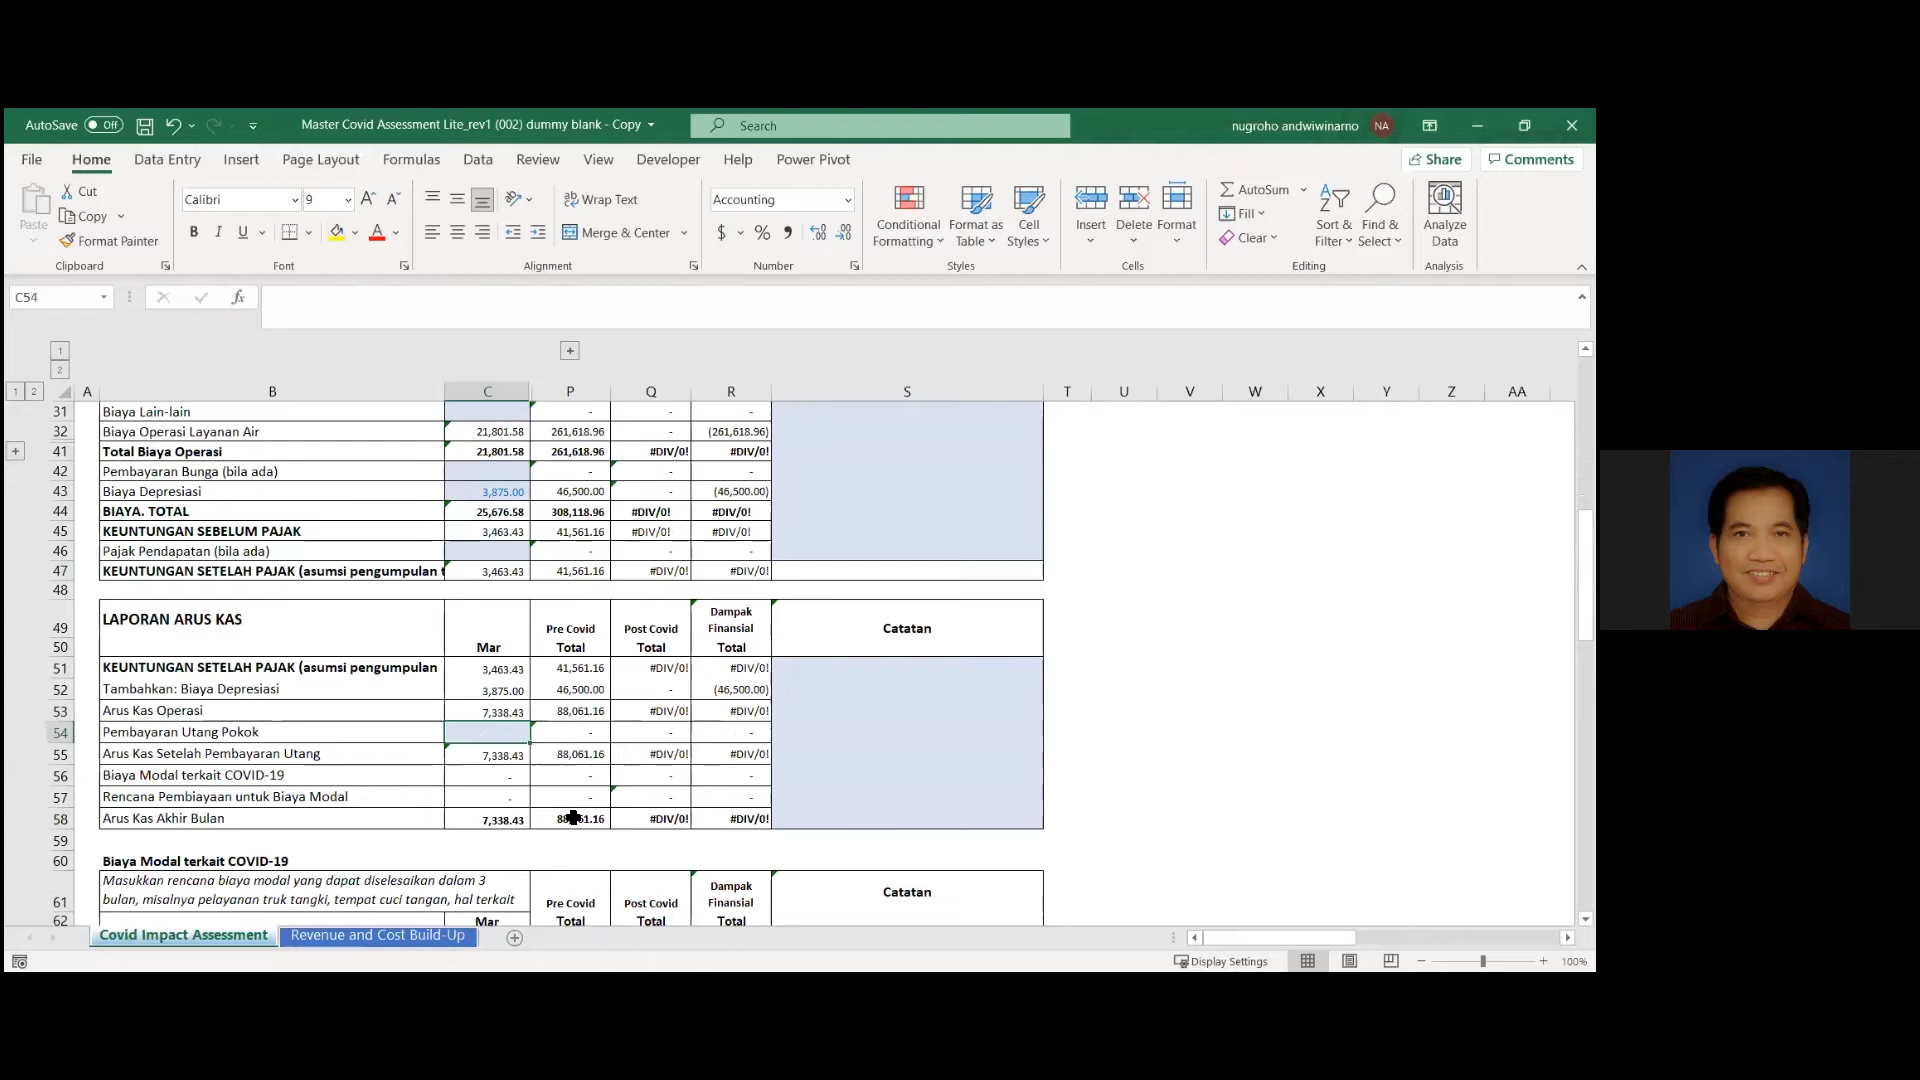 AutoSave Off Master Covid Assessment Lite_rev1 (002) dummy blank - Copy Search nugroho andwiwinarno NA
File Home Data Entry Insert Page Layout Formulas Data Review View Developer Help Power Pivot Share Comments
Paste Cut Copy Format Painter
Calibri 9 A A B I U A
Wrap Text Merge & Center
Accounting $ %
Conditional Formatting Format as Table Cell Styles
Insert Delete Format
AutoSum Fill Clear Sort & Filter Find & Select
Analyze Data
Clipboard Font Alignment Number Styles Cells Editing Analysis
C54 fx
1
2
1 2 A B C P Q R S T U V W X Y Z AA
31 Biaya Lain-lain - - -
32 Biaya Operasi Layanan Air 21,801.58 261,618.96 - (261,618.96)
41 Total Biaya Operasi 21,801.58 261,618.96 #DIV/0! #DIV/0!
42 Pembayaran Bunga (bila ada) - - -
43 Biaya Depresiasi 3,875.00 46,500.00 - (46,500.00)
44 BIAYA. TOTAL 25,676.58 308,118.96 #DIV/0! #DIV/0!
45 KEUNTUNGAN SEBELUM PAJAK 3,463.43 41,561.16 #DIV/0! #DIV/0!
46 Pajak Pendapatan (bila ada) - - -
47 KEUNTUNGAN SETELAH PAJAK (asumsi pengumpulan t 3,463.43 41,561.16 #DIV/0! #DIV/0!
48
49 LAPORAN ARUS KAS Pre Covid Post Covid Dampak Finansial Catatan
50 Mar Total Total Total
51 KEUNTUNGAN SETELAH PAJAK (asumsi pengumpulan 3,463.43 41,561.16 #DIV/0! #DIV/0!
52 Tambahkan: Biaya Depresiasi 3,875.00 46,500.00 - (46,500.00)
53 Arus Kas Operasi 7,338.43 88,061.16 #DIV/0! #DIV/0!
54 Pembayaran Utang Pokok - - -
55 Arus Kas Setelah Pembayaran Utang 7,338.43 88,061.16 #DIV/0! #DIV/0!
56 Biaya Modal terkait COVID-19 - - - -
57 Rencana Pembiayaan untuk Biaya Modal - - - -
58 Arus Kas Akhir Bulan 7,338.43 #DIV/0! #DIV/0!
59
60 Biaya Modal terkait COVID-19
61 Masukkan rencana biaya modal yang dapat diselesaikan dalam 3 bulan, misalnya pelayanan truk tangki, tempat cuci tangan, hal terkait Pre Covid Post Covid Dampak Finansial Catatan
62 Mar Total Total Total
Covid Impact Assessment Revenue and Cost Build-Up
Display Settings 100%